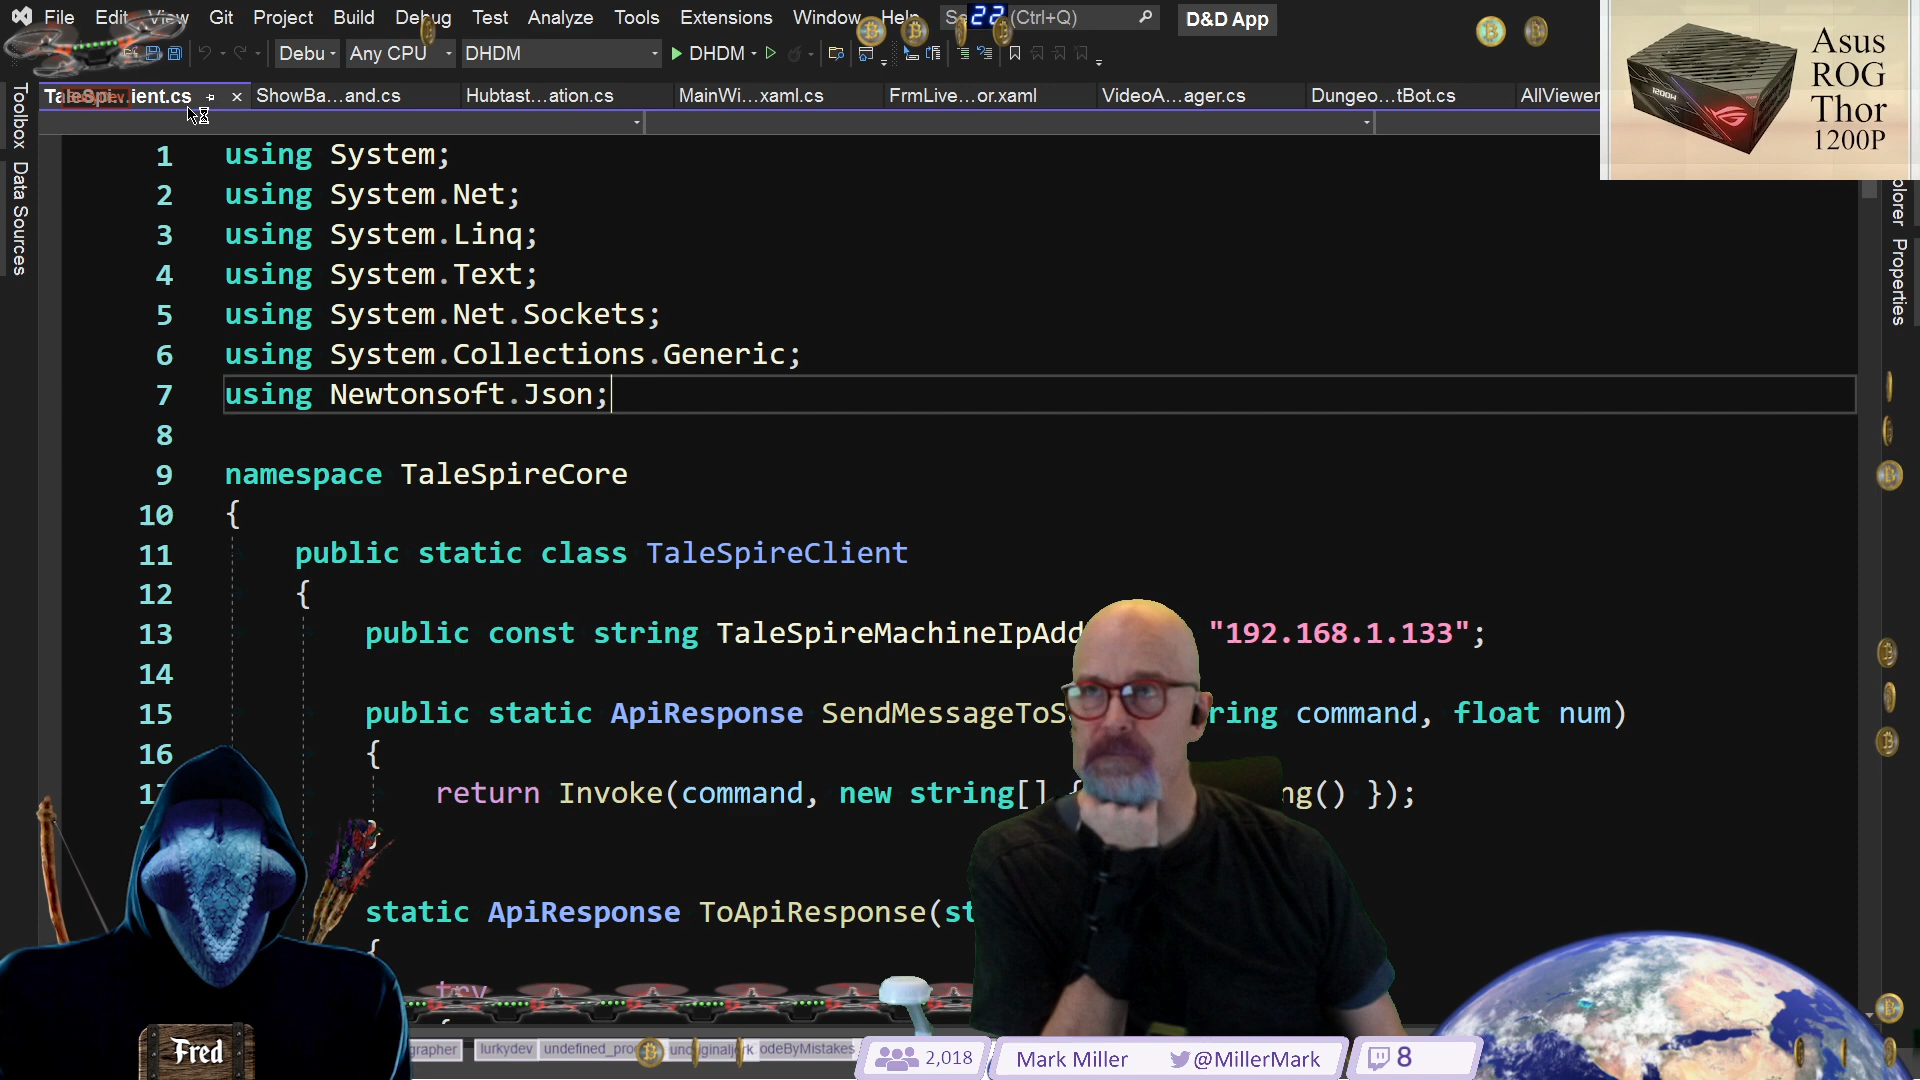 File Edit View Git Project Build Debug Test Analyze Tools Extensions Window Help 22 (Ctrl+Q) D&D App
Debu Any CPU DHDM DHDM
ient.cs ShowBa...and.cs Hubtast...ation.cs MainWi...xaml.cs FrmLive...or.xaml VideoA...ager.cs Dungeo...tBot.cs AllViewer
Asus
ROG
Thor
1200P
Toolbox
Data Sources
plorer
Properties
1 using System;
2 using System.Net;
3 using System.Linq;
4 using System.Text;
5 using System.Net.Sockets;
6 using System.Collections.Generic;
7 using Newtonsoft.Json;
8
9 namespace TaleSpireCore
10 {
11 public static class TaleSpireClient
12 {
13 public const string TaleSpireMachineIpAdd "192.168.1.133";
14
15 public static ApiResponse SendMessageToS ring command, float num)
16 {
17 return Invoke(command, new string[] { ng() });
}
static ApiResponse ToApiResponse(st
{
try
{
Fred
grapher lurkydev undefined_pro odeByMistakes
2,018 Mark Miller @MillerMark 8